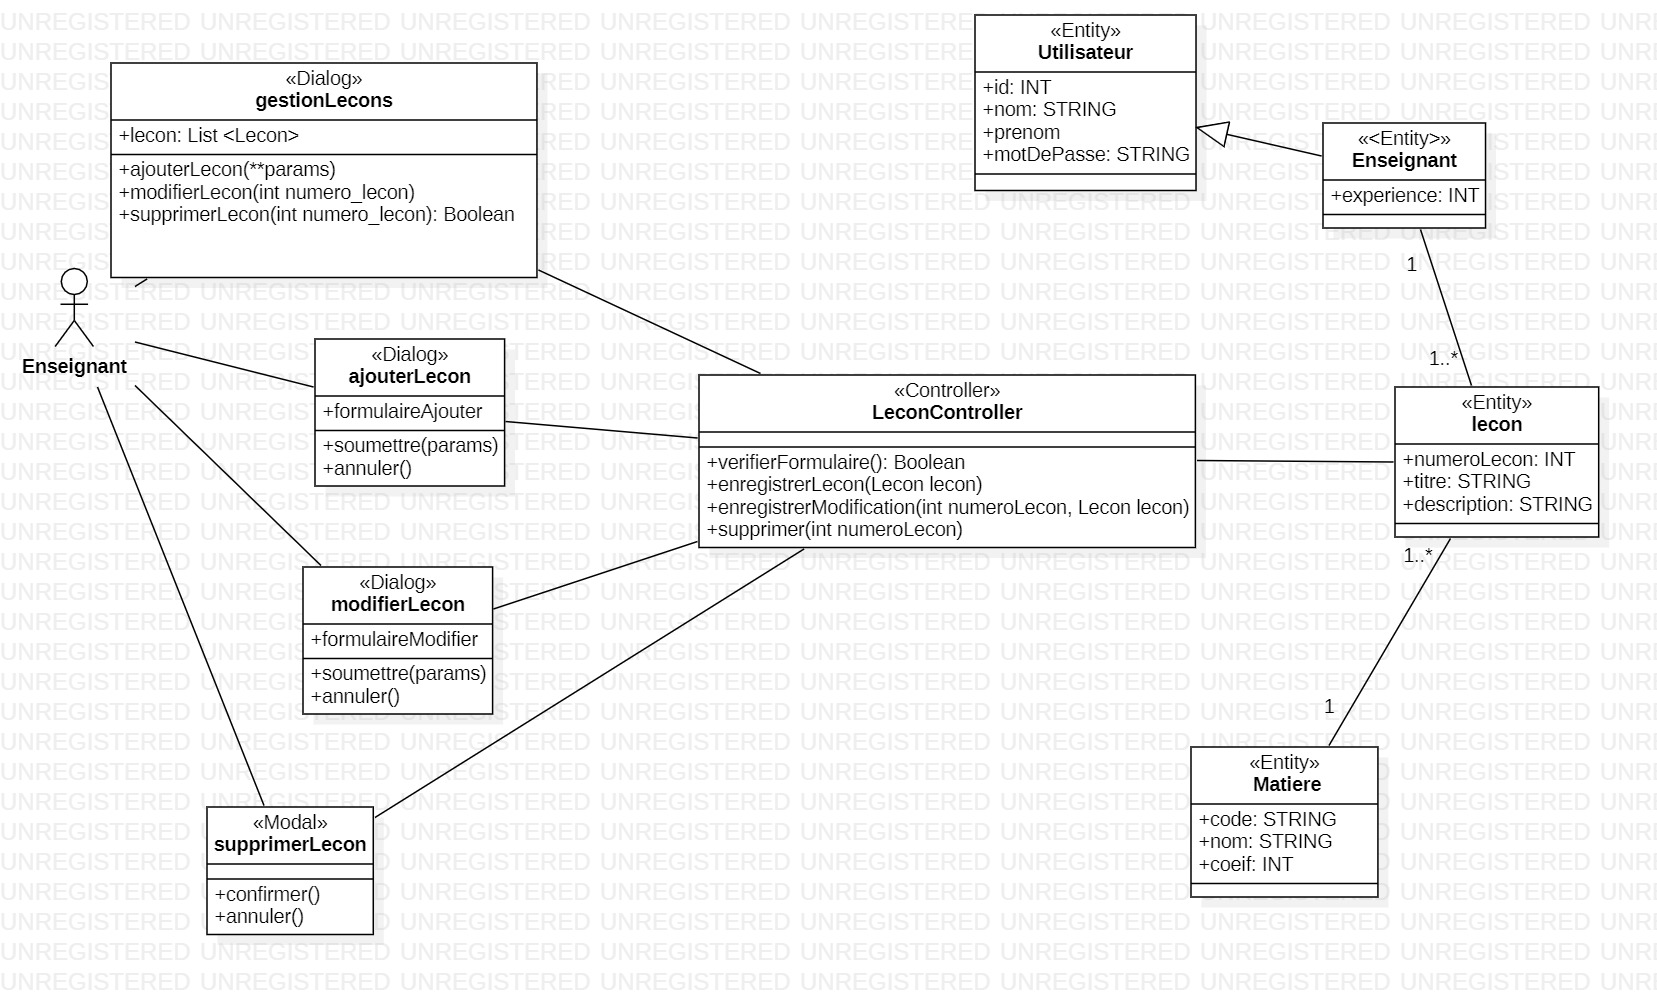 «Dialog»
gestionLecons
+lecon: List <Lecon>
+ajouterLecon(**params)
+modifierLecon(int numero_lecon)
+supprimerLecon(int numero_lecon): Boolean
«Entity»
Utilisateur
+id: INT
+nom: STRING
+prenom
+motDePasse: STRING
«<Entity>»
Enseignant
+experience: INT
1
1..*
Enseignant
«Dialog»
ajouterLecon
+formulaireAjouter
+soumettre(params)
+annuler()
«Controller»
LeconController
+verifierFormulaire(): Boolean
+enregistrerLecon(Lecon lecon)
+enregistrerModification(int numeroLecon, Lecon lecon)
+supprimer(int numeroLecon)
«Entity»
lecon
+numeroLecon: INT
+titre: STRING
+description: STRING
1..*
1
«Dialog»
modifierLecon
+formulaireModifier
+soumettre(params)
+annuler()
«Modal»
supprimerLecon
+confirmer()
+annuler()
«Entity»
Matiere
+code: STRING
+nom: STRING
+coeif: INT
UNREGISTERED